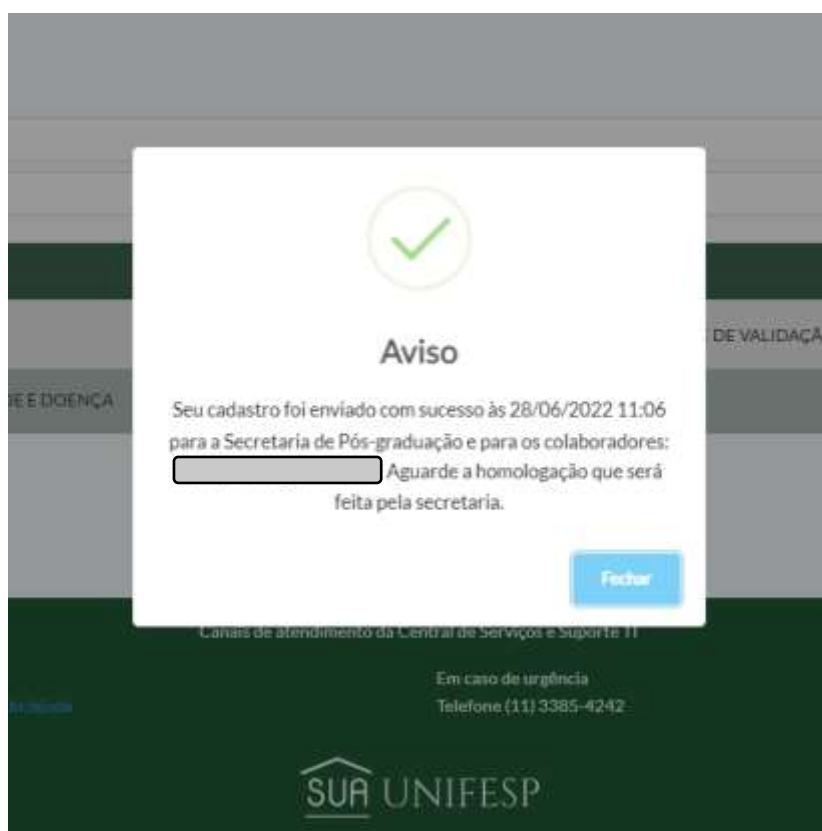 Aviso
Seu cadastro foi enviado com sucesso às 28/06/2022 11:06
para a Secretaria de Pós-graduação e para os colaboradores:
Aguarde a homologação que será
feita pela secretaria.
Fechar
DE VALIDAÇÃ
E E DOENÇA
Canais de atendimento da Central de Serviços e Suporte TI
Em caso de urgência
Telefone (11) 3385-4242
SUA UNIFESP